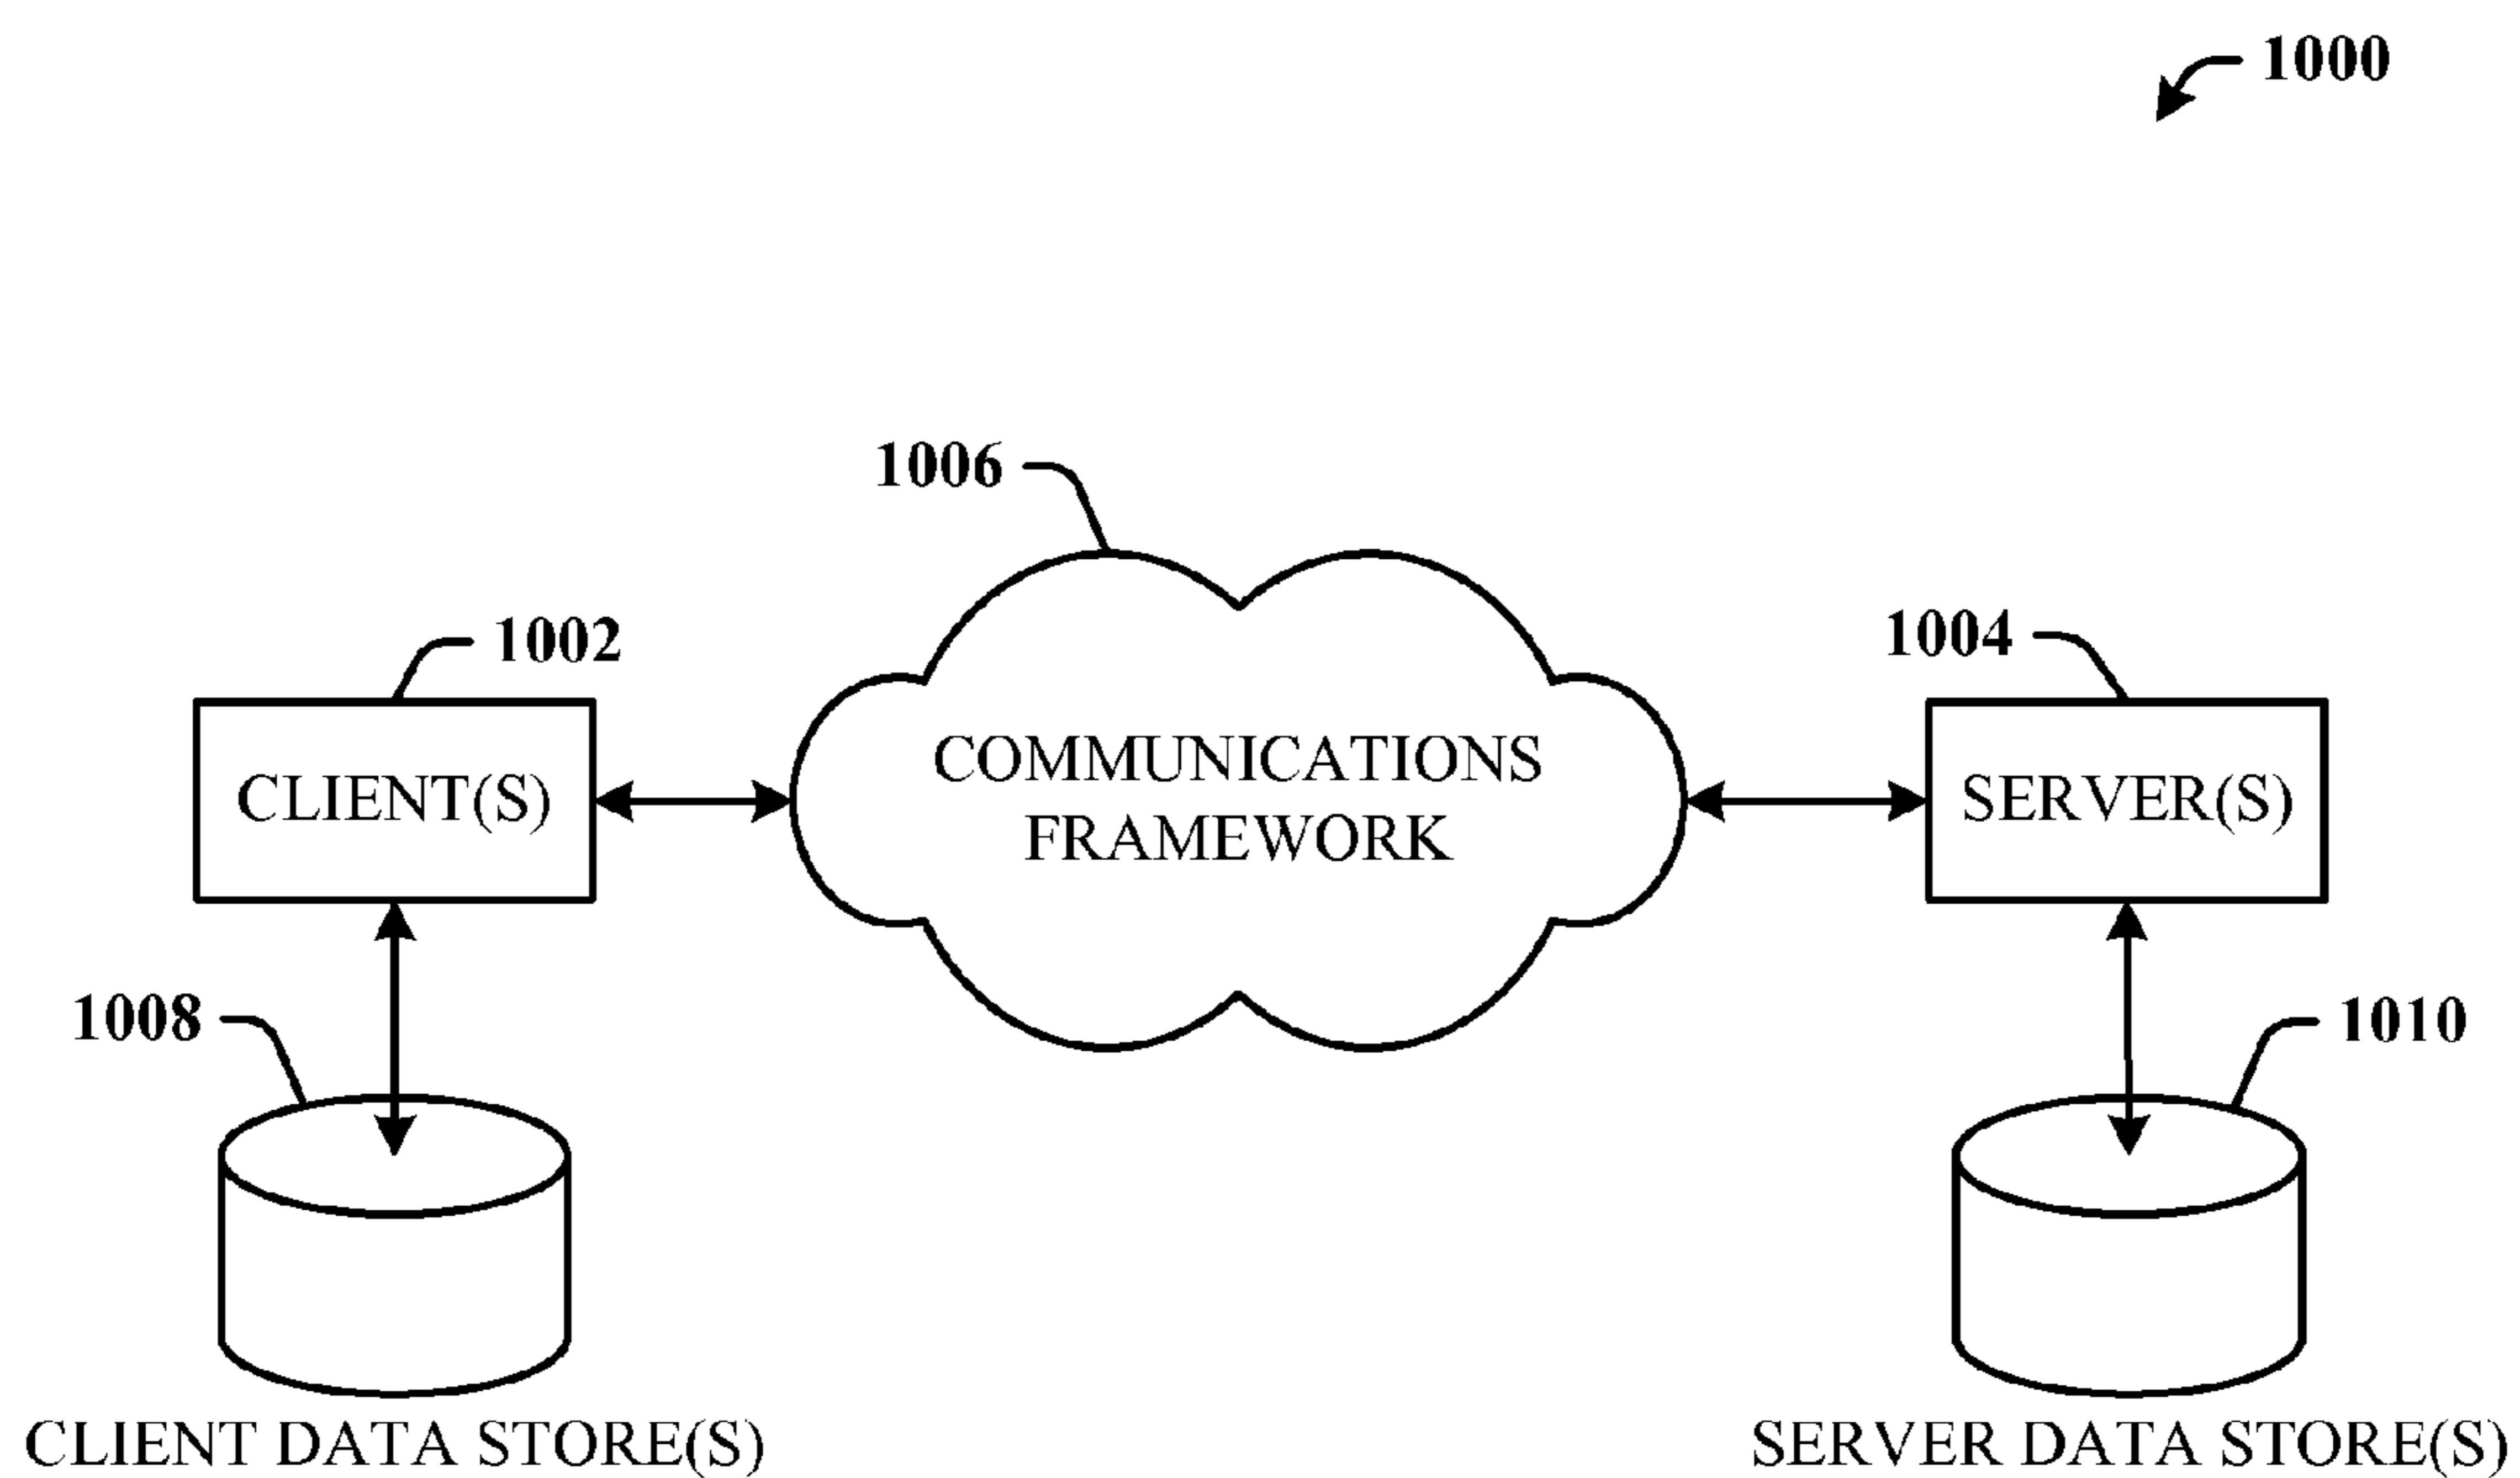 1000
1006
1002
1004
CLIENT(S)
COMMUNICATIONS
FRAMEWORK
SERVER(S)
1008
1010
CLIENT DATA STORE(S)
SERVER DATA STORE(S)